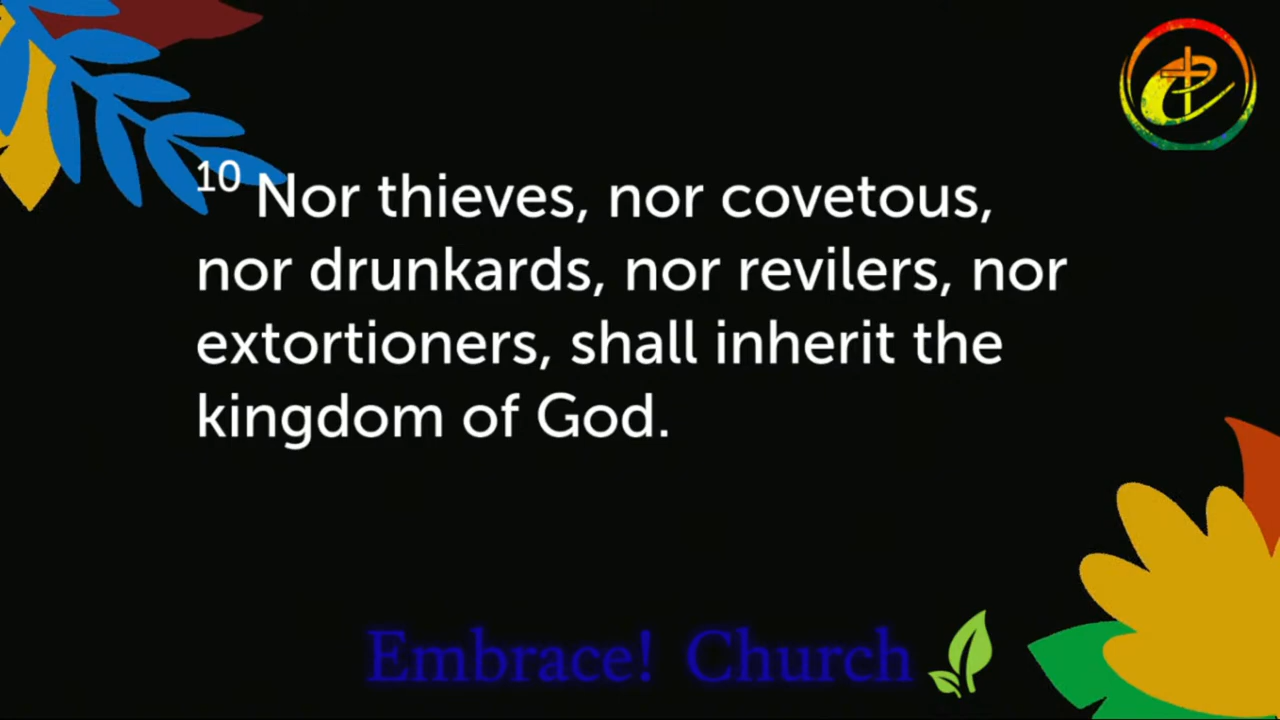 10 Nor thieves, nor covetous,
nor drunkards, nor revilers, nor
extortioners, shall inherit the
kingdom of God.
Embrace! Church